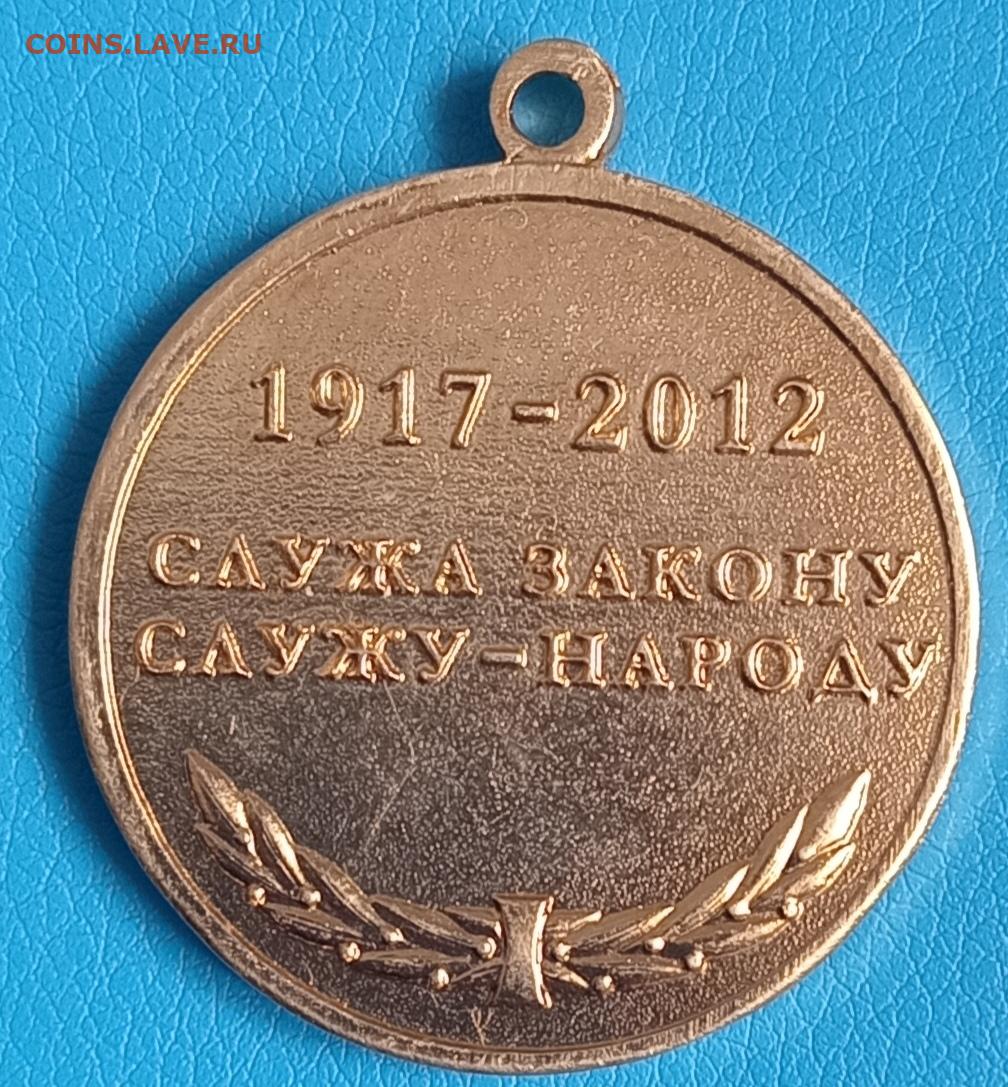 COINS.LAVE.RU
1917-2012
СЛУЖА ЗАКОНУ
СЛУЖУ-НАРОДУ